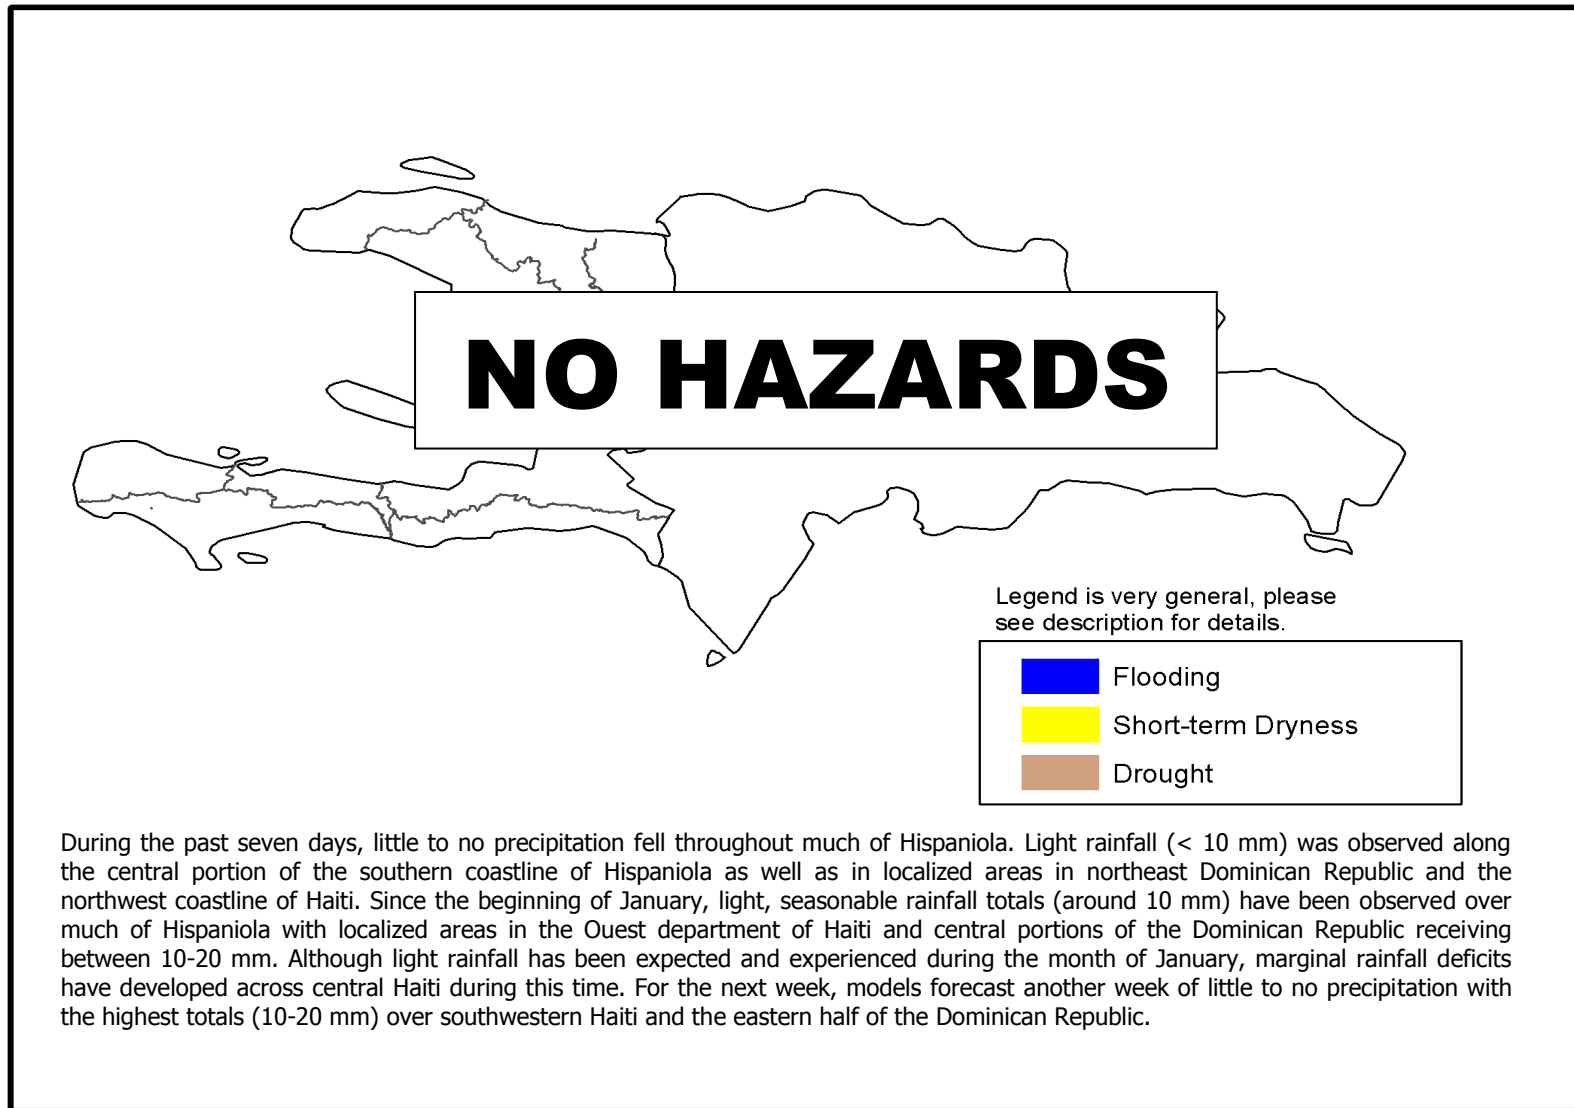 NO HAZARDS
Legend is very general, please
see description for details.
Flooding
Short-term Dryness
Drought
During the past seven days, little to no precipitation fell throughout much of Hispaniola. Light rainfall (< 10 mm) was observed along
the central portion of the southern coastline of Hispaniola as well as in localized areas in northeast Dominican Republic and the
northwest coastline of Haiti. Since the beginning of January, light, seasonable rainfall totals (around 10 mm) have been observed over
much of Hispaniola with localized areas in the Ouest department of Haiti and central portions of the Dominican Republic receiving
between 10-20 mm. Although light rainfall has been expected and experienced during the month of January, marginal rainfall deficits
have developed across central Haiti during this time. For the next week, models forecast another week of little to no precipitation with
the highest totals (10-20 mm) over southwestern Haiti and the eastern half of the Dominican Republic.